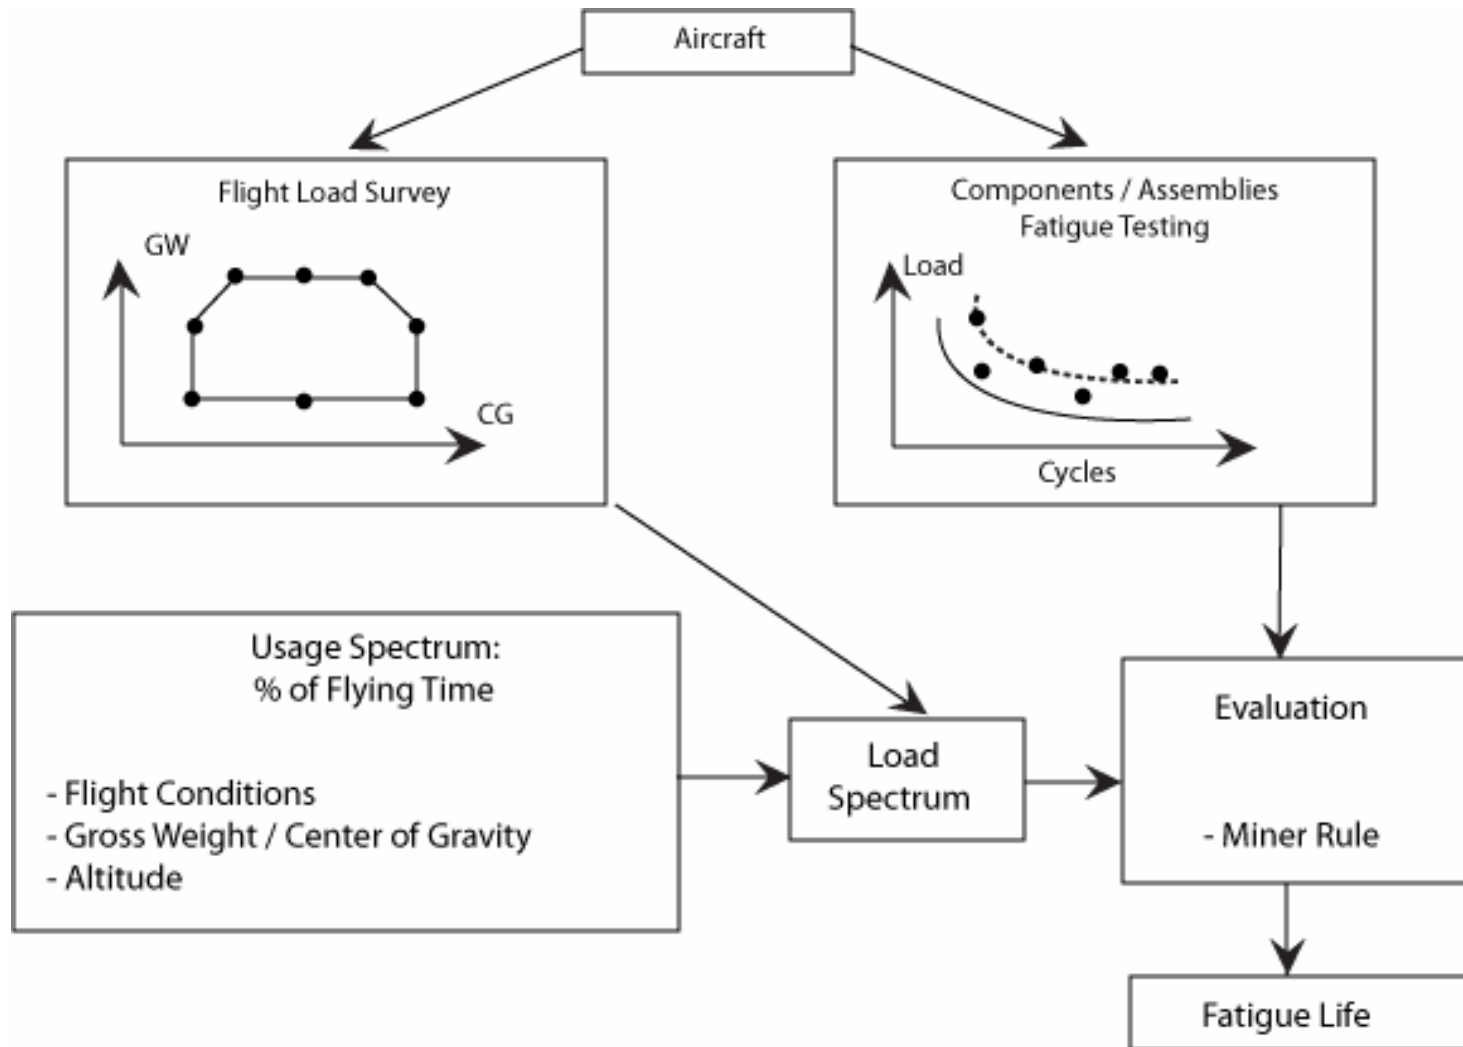 Aircraft
Flight Load Survey
GW
CG
Components / Assemblies
Fatigue Testing
Load
Cycles
Usage Spectrum:
% of Flying Time
- Flight Conditions
- Gross Weight / Center of Gravity
- Altitude
Load
Spectrum
Evaluation
- Miner Rule
Fatigue Life